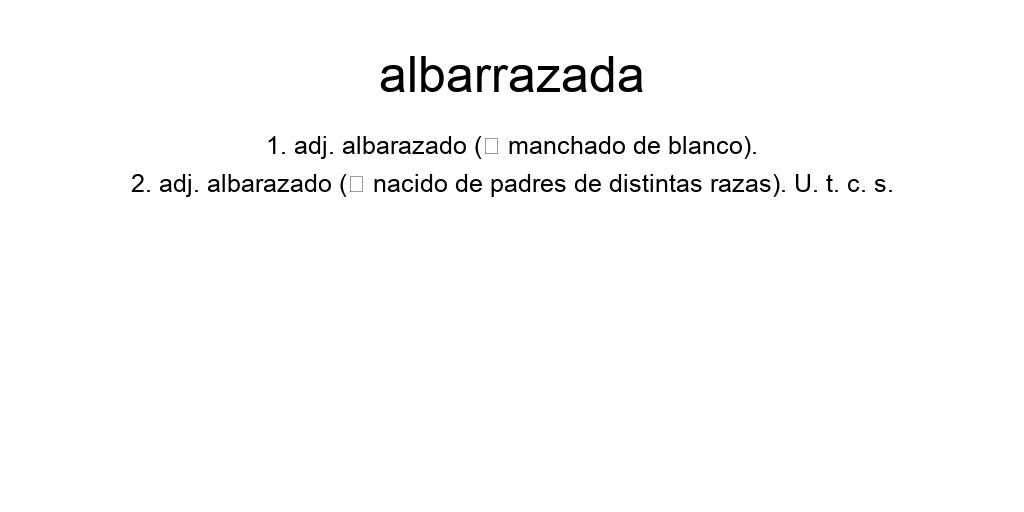 albarrazada
1. adj. albarazado (□ manchado de blanco).
2. adj. albarazado (□ nacido de padres de distintas razas). U. t. c. s.